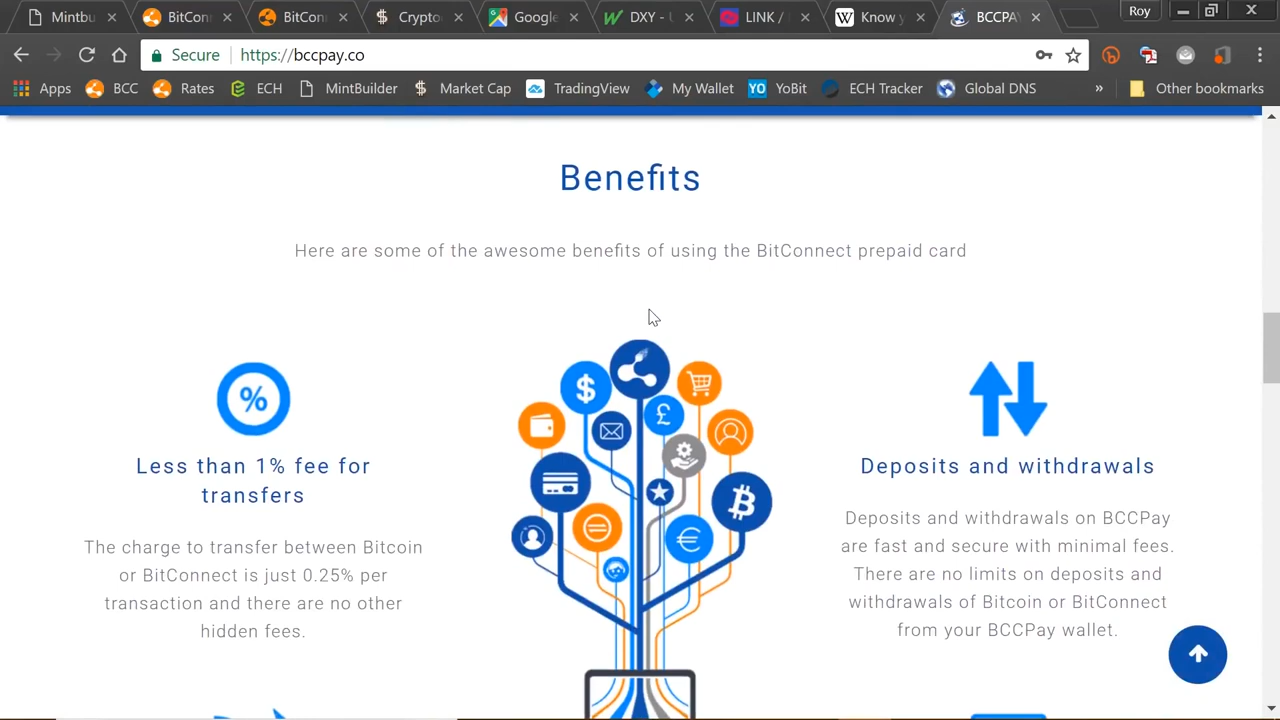 Mintbu
BitConn
BitConn
$ Crypto
Google
DXY - U
LINK /
Know y
BCCPA
Roy
Secure https://bccpay.co
Apps BCC Rates ECH MintBuilder $ Market Cap TradingView My Wallet YO YoBit ECH Tracker Global DNS » Other bookmarks
Benefits
Here are some of the awesome benefits of using the BitConnect prepaid card
%
Less than 1% fee for
transfers
The charge to transfer between Bitcoin
or BitConnect is just 0.25% per
transaction and there are no other
hidden fees.
$
£
€
Deposits and withdrawals
Deposits and withdrawals on BCCPay
are fast and secure with minimal fees.
There are no limits on deposits and
withdrawals of Bitcoin or BitConnect
from your BCCPay wallet.